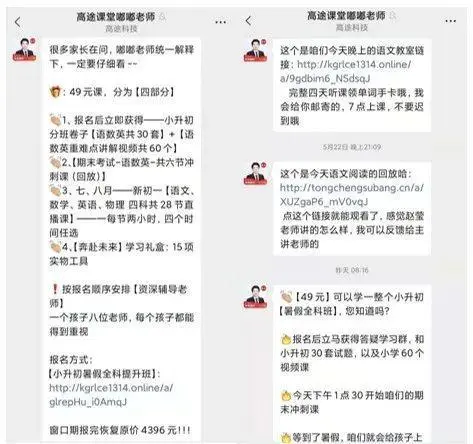 高途课堂嘟嘟老师
高途科技
很多家长在问，嘟嘟老师统一解释
下，一定要仔细看~~
：49元课，分为【四部分】
1、报名后立即获得——小升初
分班卷子【语数英共30套】+【语
数英重难点讲解视频共60个】
2、【期末考试-语数英-共六节冲
刺课（回放）】
3、七、八月——新初一【语文、
数学、英语、物理 四科共28节直
播课】——一每节两小时，四个时
间任选
4、【奔赴未来】学习礼盒：15项
实物工具
按报名顺序安排【资深辅导老
师】
一个孩子八位老师，每个孩子都能
得到重视
报名方式：
【小升初暑假全科提升班】：
http://kgrlce1314.online/a/
glrepHu_i0AmqJ
窗口期报完恢复原价 4396 元!!!
高途课堂嘟嘟老师
高途科技
这个是咱们今天晚上的语文教室链
接：http://kgrlce1314.online/
a/9gdbim6_NSdsqJ
完整四天听课领单词手卡哦，我
会给你邮寄的，7点上课，不要迟
到哦
5月22日 晚上21:09
这个是今天语文阅读的回放哈：
http://tongchengsubang.cn/a/
XUZgaP6_mV0vqJ
点这个链接就能观看了，感觉赵莹
老师讲的怎么样，我可以反馈给主
讲老师的
昨天 08:16
【49元】可以学一整个小升初
【暑假全科班】，您知道吗？
报名后立马获得答疑学习群，和
小升初30套试题，以及小学60个
视频课
今天下午1点30开始咱们的期
末冲刺课